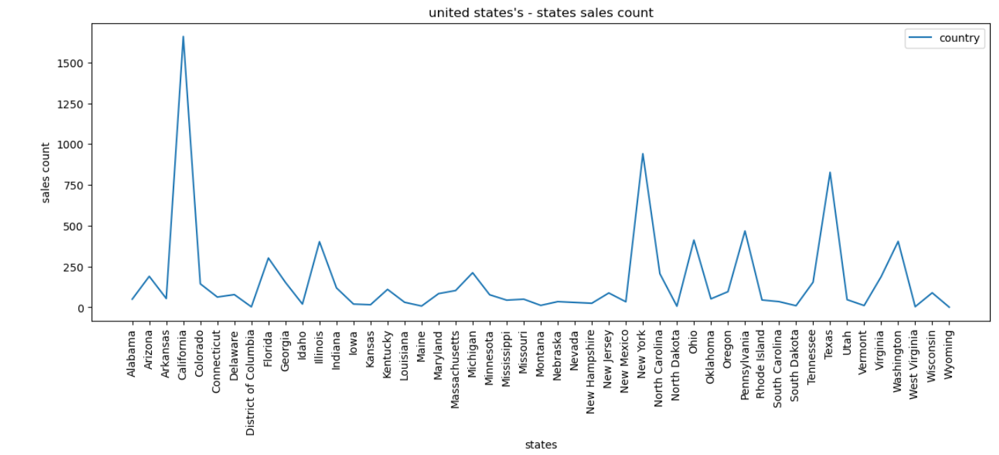 united states's - states sales count
country
sales count
1500
1250
1000
750
500
250
0
Alabama
Arizona
Arkansas
California
Colorado
Connecticut
Delaware
District of Columbia
Florida
Georgia
Idaho
Illinois
Indiana
Iowa
Kansas
Kentucky
Louisiana
Maine
Maryland
Massachusetts
Michigan
Minnesota
Mississippi
Missouri
Montana
Nebraska
Nevada
New Hampshire
New Jersey
New Mexico
New York
North Carolina
North Dakota
Ohio
Oklahoma
Oregon
Pennsylvania
Rhode Island
South Carolina
South Dakota
Tennessee
Texas
Utah
Vermont
Virginia
Washington
West Virginia
Wisconsin
Wyoming
states